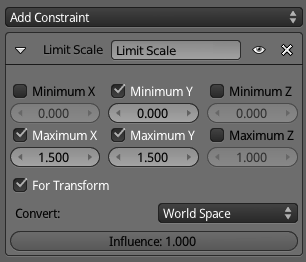 Add Constraint
Limit Scale Limit Scale
Minimum X Minimum Y Minimum Z
0.000 0.000 0.000
Maximum X Maximum Y Maximum Z
1.500 1.500 1.000
For Transform
Convert: World Space
Influence: 1.000